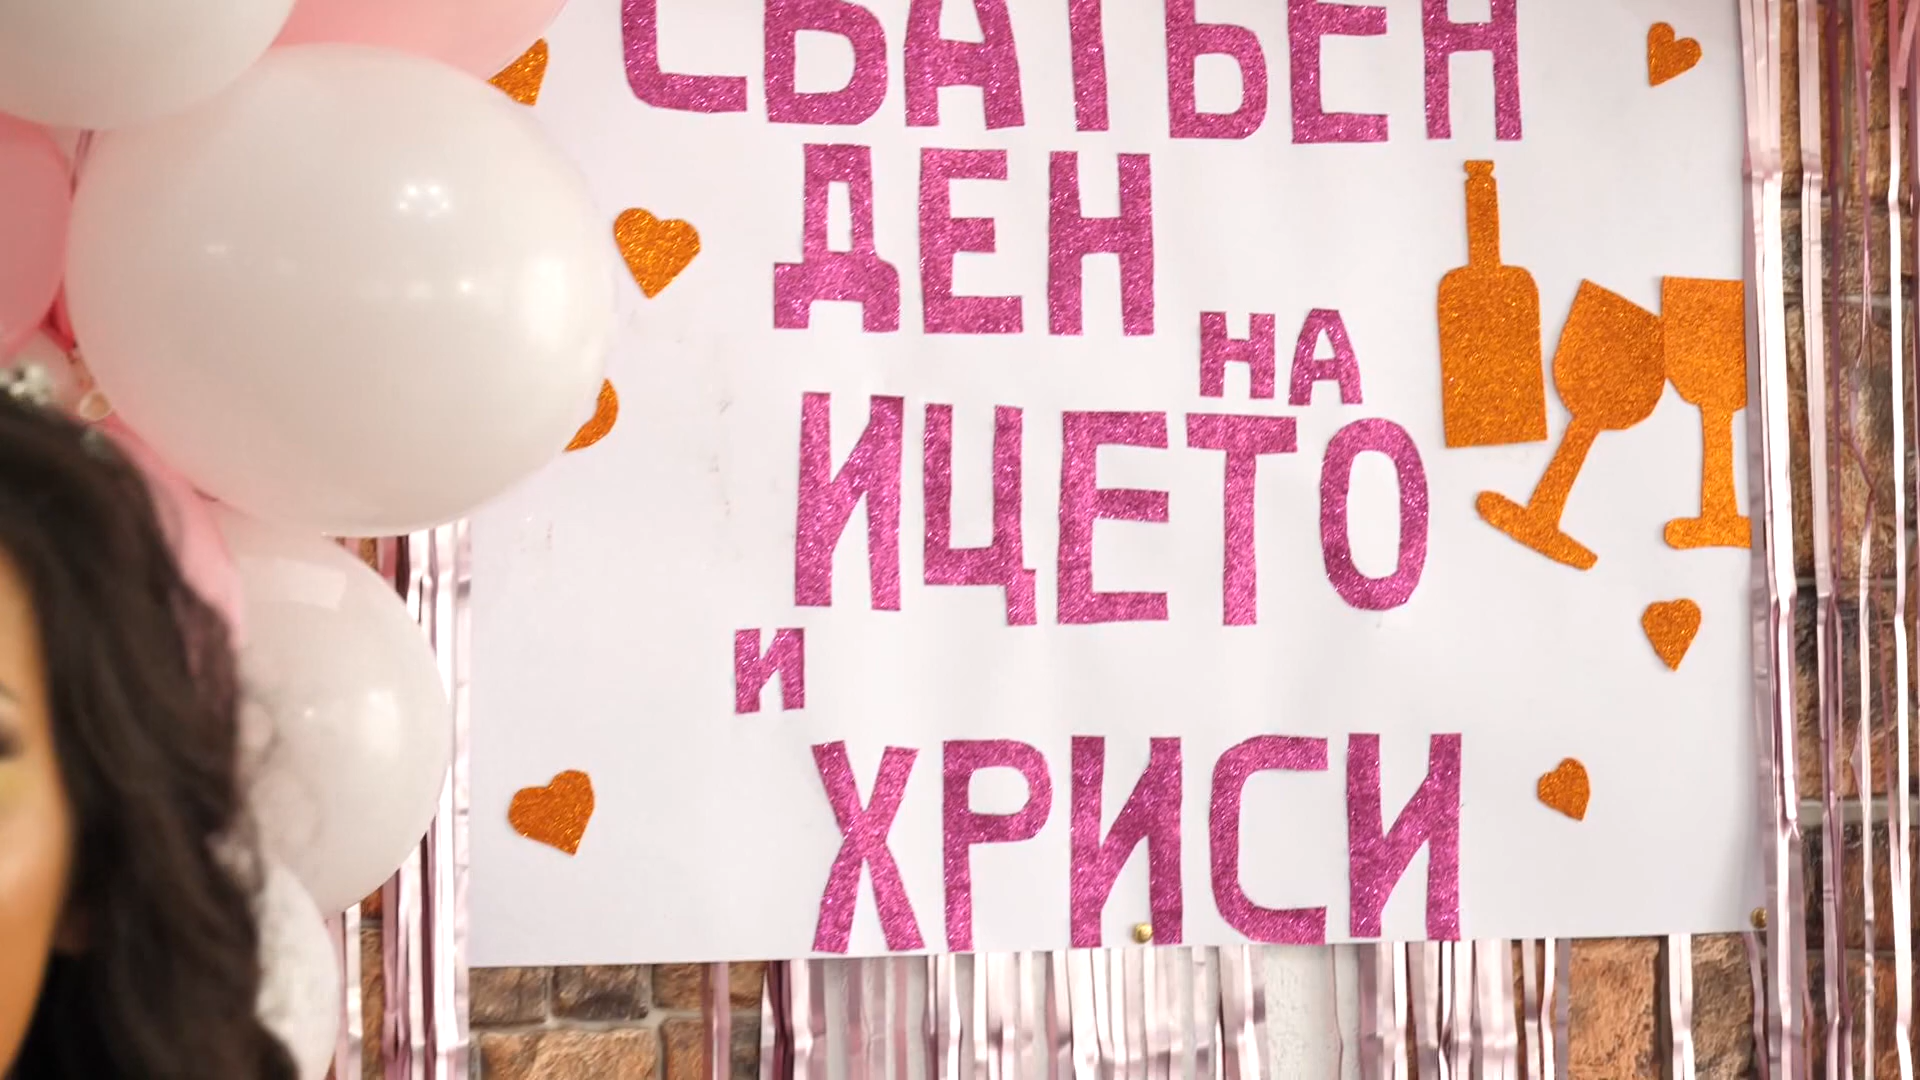 СВАТБЕН
ДЕН
НА
ИЦЕТО
И
ХРИСИ